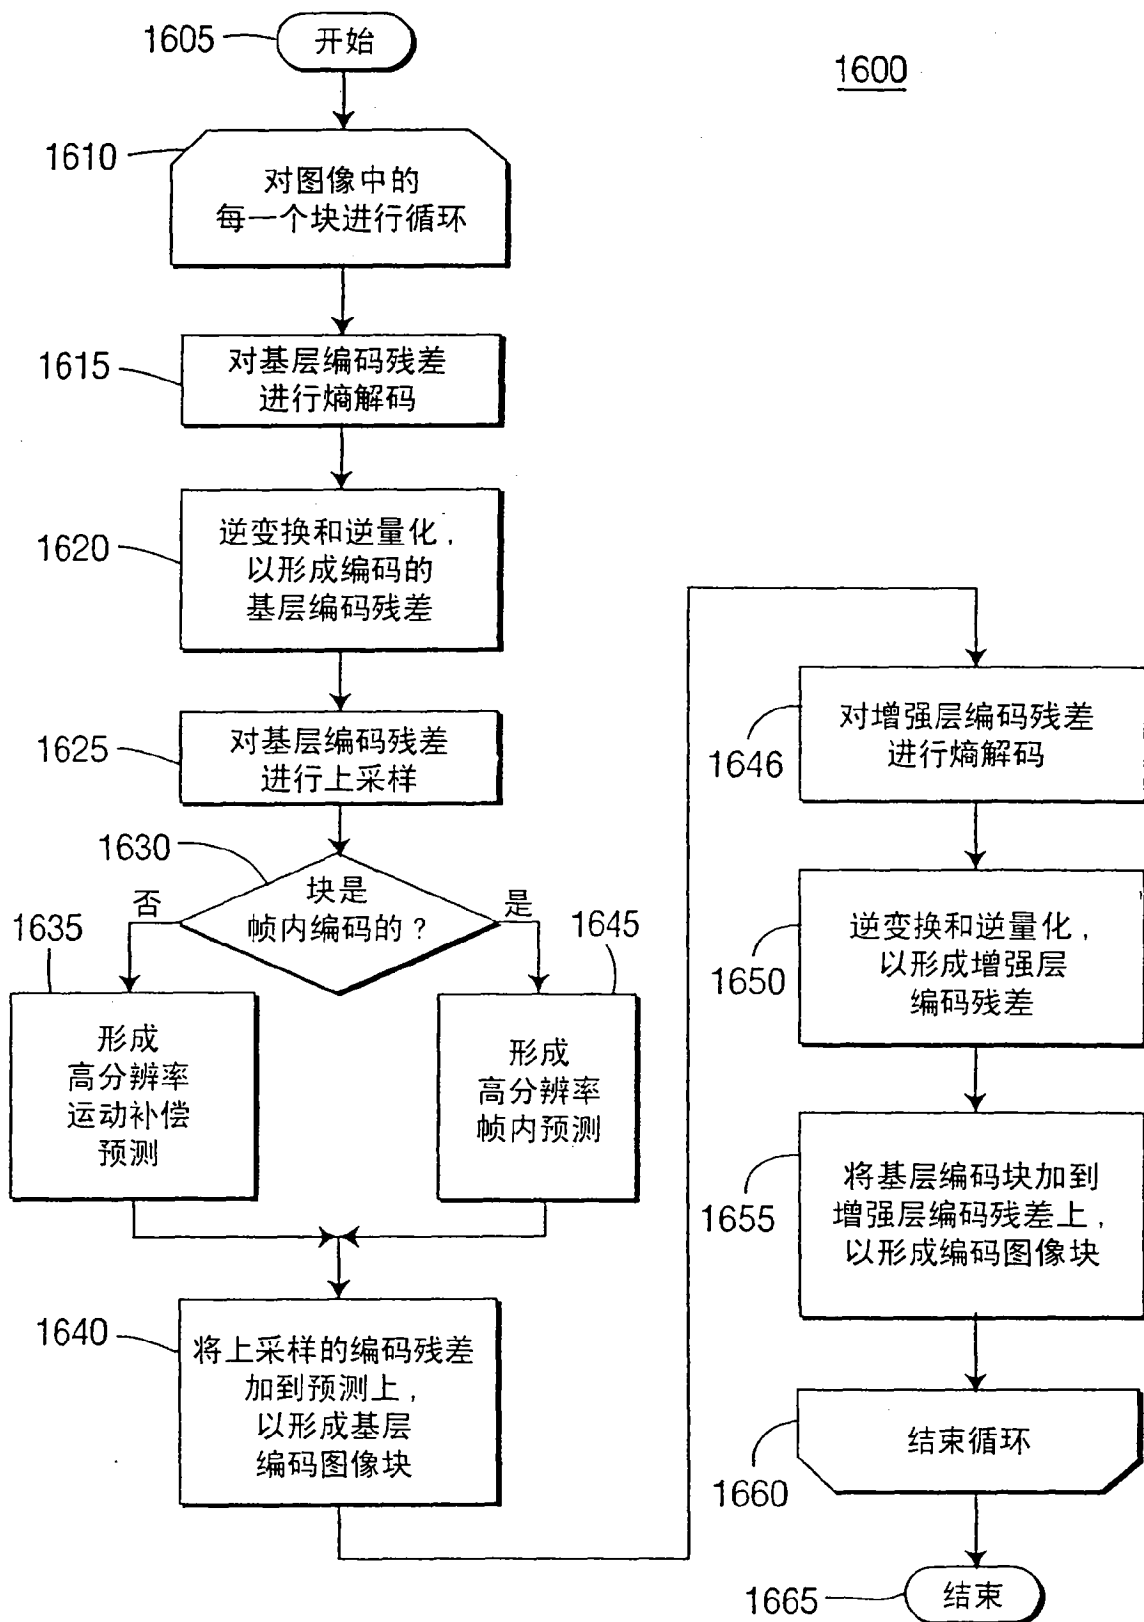 1600
1605
开始
1610
对图像中的
每一个块进行循环
1615
对基层编码残差
进行熵解码
1620
逆变换和逆量化，
以形成编码的
基层编码残差
1625
对基层编码残差
进行上采样
1630
块是
帧内编码的？
否
是
1635
形成
高分辨率
运动补偿
预测
1645
形成
高分辨率
帧内预测
1640
将上采样的编码残差
加到预测上，
以形成基层
编码图像块
1646
对增强层编码残差
进行熵解码
1650
逆变换和逆量化，
以形成增强层
编码残差
1655
将基层编码块加到
增强层编码残差上，
以形成编码图像块
1660
结束循环
1665
结束